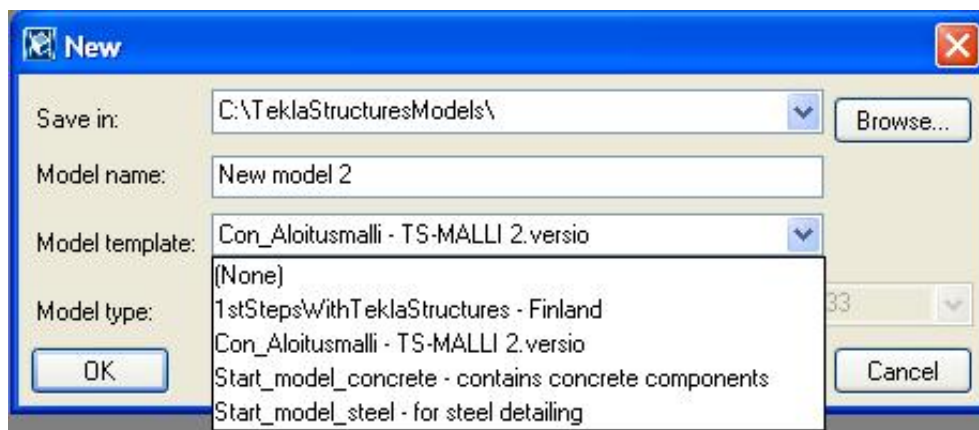 New
Save in: C:\TeklaStructuresModels\ Browse...
Model name: New model 2
Model template: Con_Aloitusmalli - TS-MALLI 2.versio
(None)
1stStepsWithTeklaStructures - Finland
Model type: 33
Con_Aloitusmalli - TS-MALLI 2.versio
Start_model_concrete - contains concrete components
OK Cancel
Start_model_steel - for steel detailing